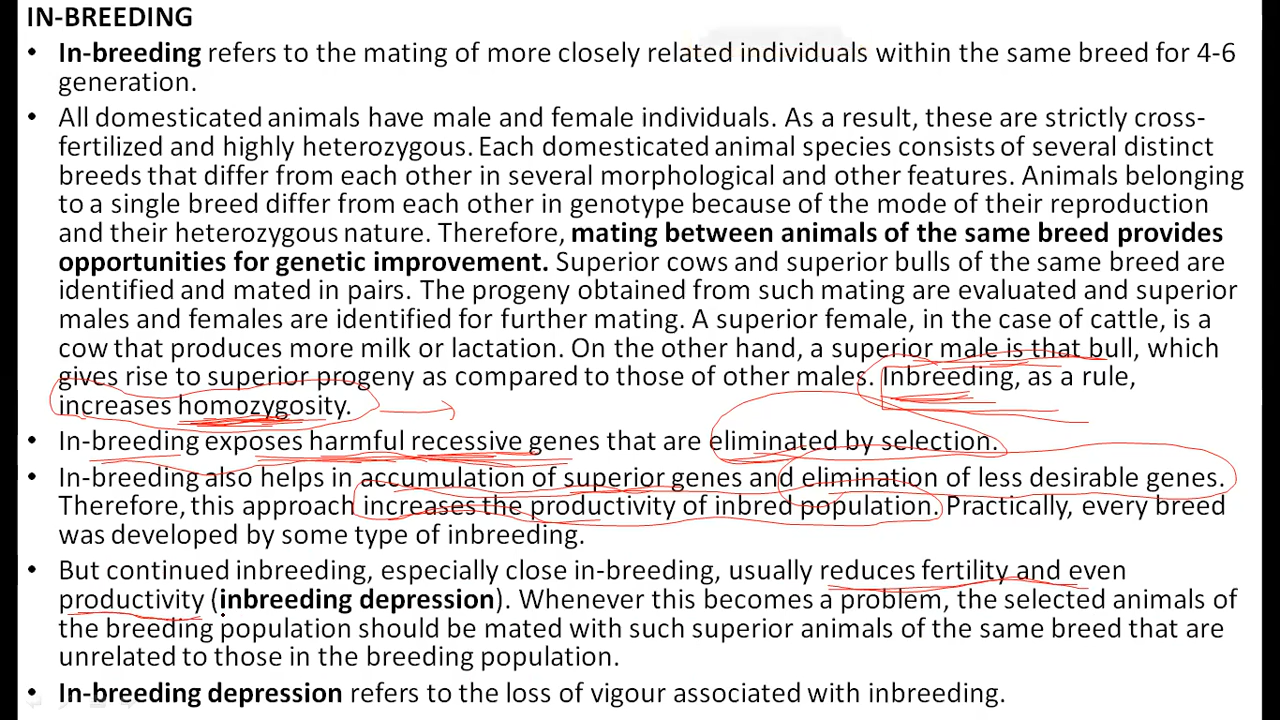 IN-BREEDING
• In-breeding refers to the mating of more closely related individuals within the same breed for 4-6
generation.
• All domesticated animals have male and female individuals. As a result, these are strictly cross-
fertilized and highly heterozygous. Each domesticated animal species consists of several distinct
breeds that differ from each other in several morphological and other features. Animals belonging
to a single breed differ from each other in genotype because of the mode of their reproduction
and their heterozygous nature. Therefore, mating between animals of the same breed provides
opportunities for genetic improvement. Superior cows and superior bulls of the same breed are
identified and mated in pairs. The progeny obtained from such mating are evaluated and superior
males and females are identified for further mating. A superior female, in the case of cattle, is a
cow that produces more milk or lactation. On the other hand, a superior male is that bull, which
gives rise to superior progeny as compared to those of other males. Inbreeding, as a rule,
increases homozygosity.
• In-breeding exposes harmful recessive genes that are eliminated by selection.
• In-breeding also helps in accumulation of superior genes and elimination of less desirable genes.
Therefore, this approach increases the productivity of inbred population. Practically, every breed
was developed by some type of inbreeding.
• But continued inbreeding, especially close in-breeding, usually reduces fertility and even
productivity (inbreeding depression). Whenever this becomes a problem, the selected animals of
the breeding population should be mated with such superior animals of the same breed that are
unrelated to those in the breeding population.
• In-breeding depression refers to the loss of vigour associated with inbreeding.